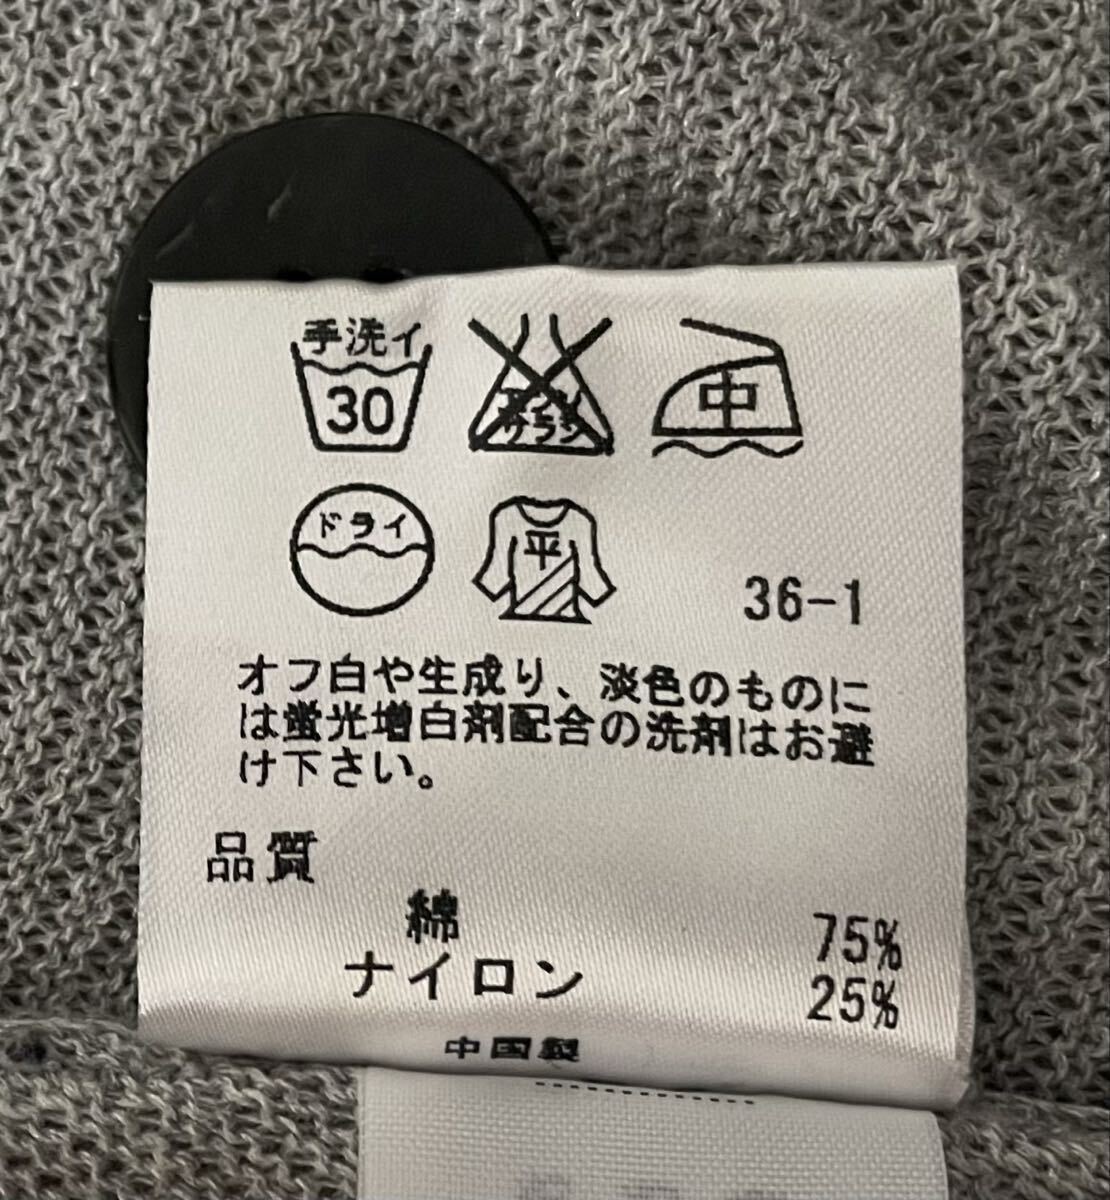 手洗イ
30
エンソ
サラシ
中
ドライ
平
36-1
オフ白や生成り、淡色のものに
は蛍光増白剤配合の洗剤はお避
け下さい。
品質
綿 75%
ナイロン 25%
中国製